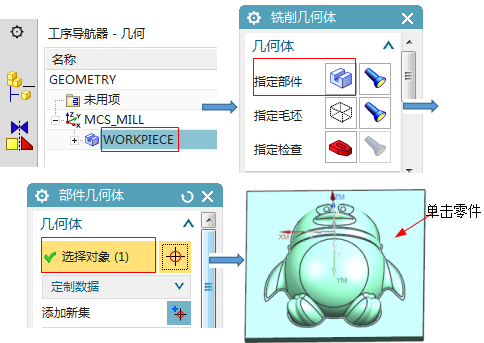 工序导航器 - 几何
名称
GEOMETRY
未用项
MCS_MILL
WORKPIECE
铣削几何体
几何体
指定部件
指定毛坯
指定检查
部件几何体
几何体
选择对象 (1)
定制数据
添加新集
ZM
XM
YM
单击零件